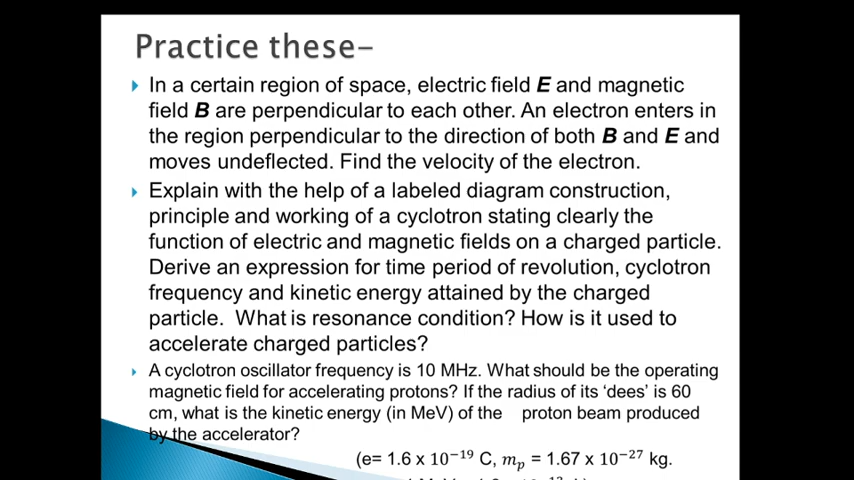 Practice these–
In a certain region of space, electric field E and magnetic
field B are perpendicular to each other. An electron enters in
the region perpendicular to the direction of both B and E and
moves undeflected. Find the velocity of the electron.
Explain with the help of a labeled diagram construction,
principle and working of a cyclotron stating clearly the
function of electric and magnetic fields on a charged particle.
Derive an expression for time period of revolution, cyclotron
frequency and kinetic energy attained by the charged
particle. What is resonance condition? How is it used to
accelerate charged particles?
A cyclotron oscillator frequency is 10 MHz. What should be the operating
magnetic field for accelerating protons? If the radius of its ‘dees’ is 60
cm, what is the kinetic energy (in MeV) of the proton beam produced
by the accelerator?
(e= 1.6 x 10⁻¹⁹ C, mₚ = 1.67 x 10⁻²⁷ kg.